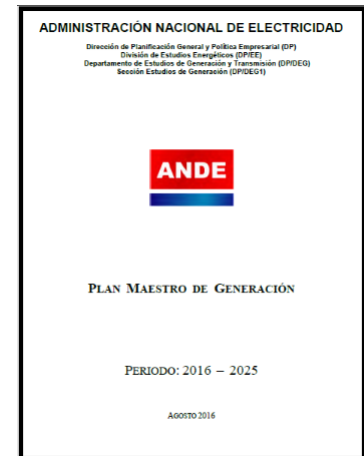 ADMINISTRACIÓN NACIONAL DE ELECTRICIDAD
Dirección de Planificación General y Política Empresarial (DP)
División de Estudios Energéticos (DP/EE)
Departamento de Estudios de Generación y Transmisión (DP/DEG)
Sección Estudios de Generación (DP/DEG1)
ANDE
PLAN MAESTRO DE GENERACIÓN
PERIODO: 2016 – 2025
AGOSTO 2016